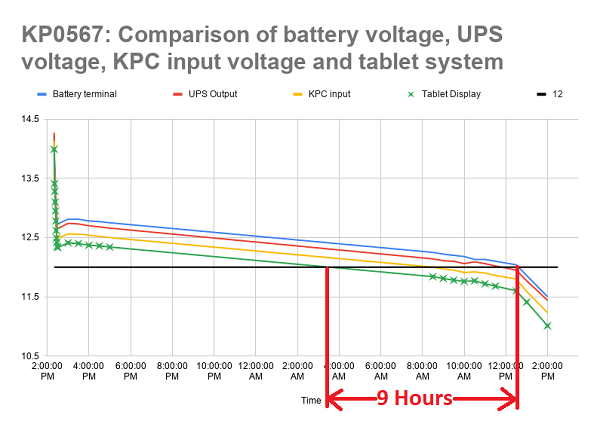 KP0567: Comparison of battery voltage, UPS
voltage, KPC input voltage and tablet system
Battery terminal
UPS Output
KPC input
Tablet Display
12
14.5
13.5
12.5
11.5
10.5
2:00:00 PM
4:00:00 PM
6:00:00 PM
8:00:00 PM
10:00:00 PM
12:00:00 AM
2:00:00 AM
4:00:00 AM
6:00:00 AM
8:00:00 AM
10:00:00 AM
12:00:00 PM
2:00:00 PM
Time
9 Hours